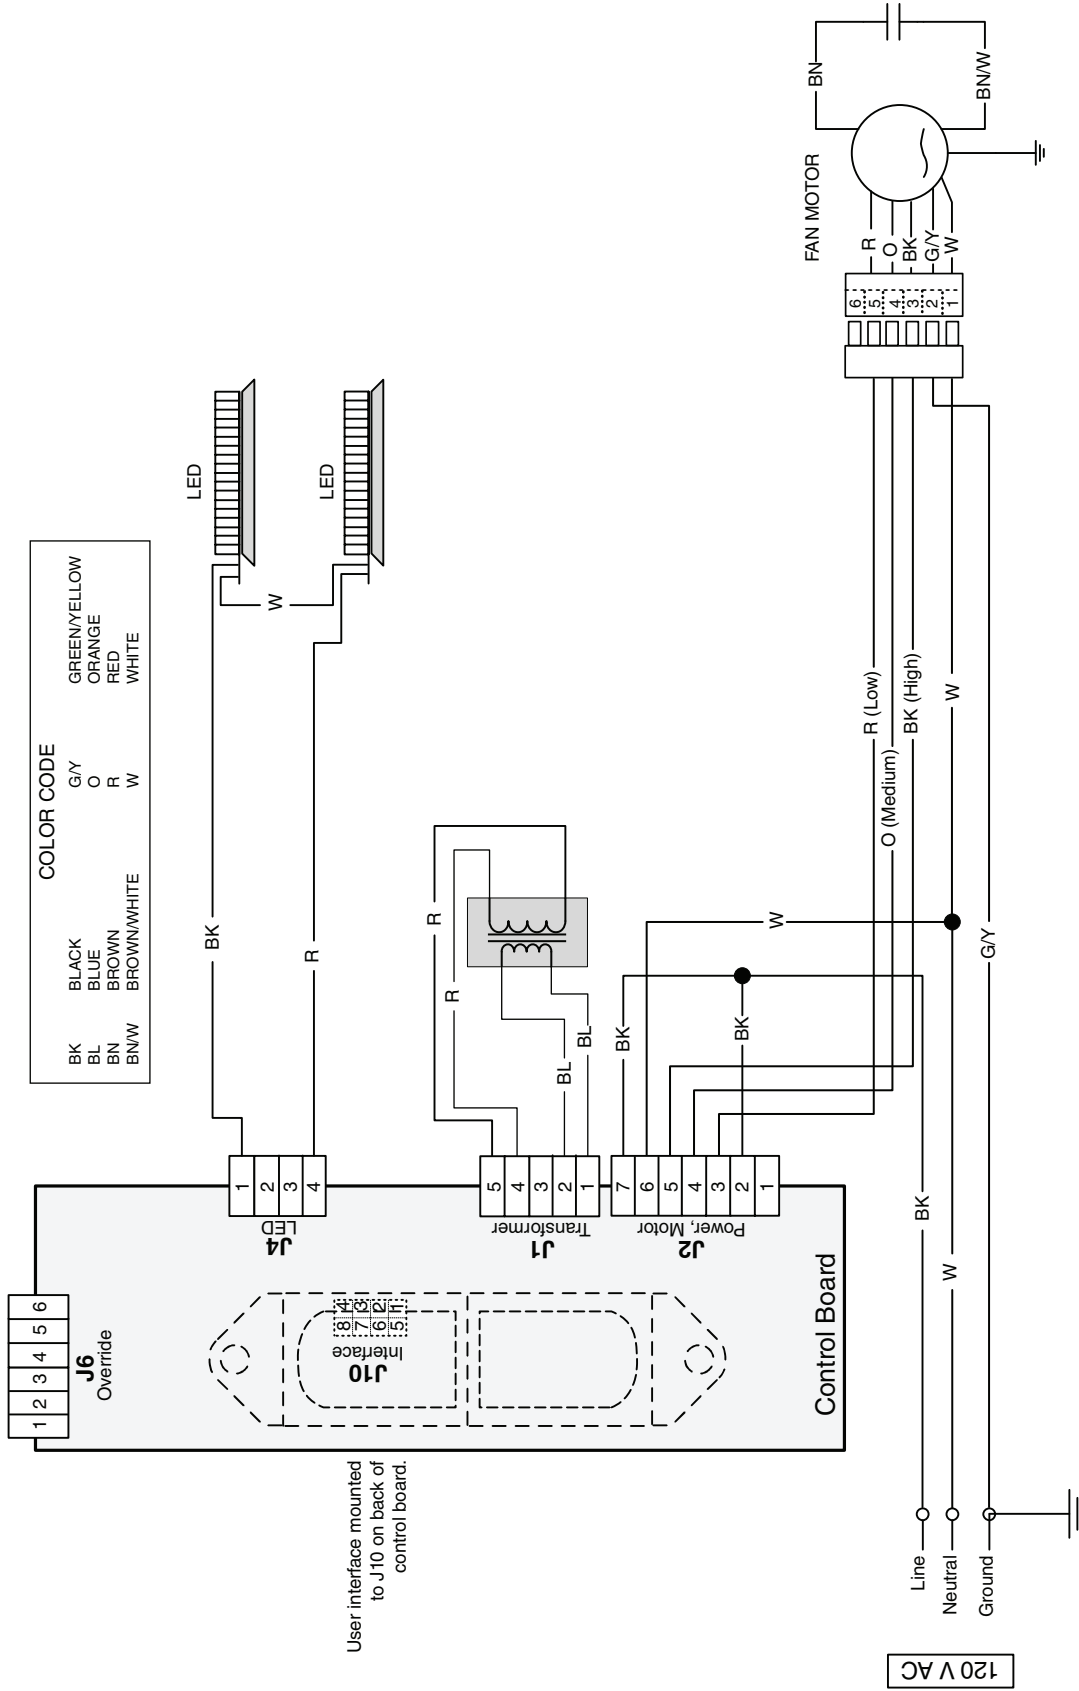 COLOR CODE
BK BLACK G/Y GREEN/YELLOW
BL BLUE O ORANGE
BN BROWN R RED
BN/W BROWN/WHITE W WHITE
1 2 3 4 5 6
J6
Override
User interface mounted
to J10 on back of
control board.
J10
Interface
8 4
7 3
6 2
5 1
Control Board
J4
LED
1
2
3
4
BK
R
W
LED
LED
J1
Transformer
5
4
3
2
1
R
R
BL
BL
J2
Power, Motor
7
6
5
4
3
2
1
BK
W
BK
R (Low)
O (Medium)
BK (High)
W
G/Y
BK
W
6
5
4
3
2
1
R
O
BK
G/Y
W
FAN MOTOR
BN
BN/W
Line
Neutral
Ground
120 V AC